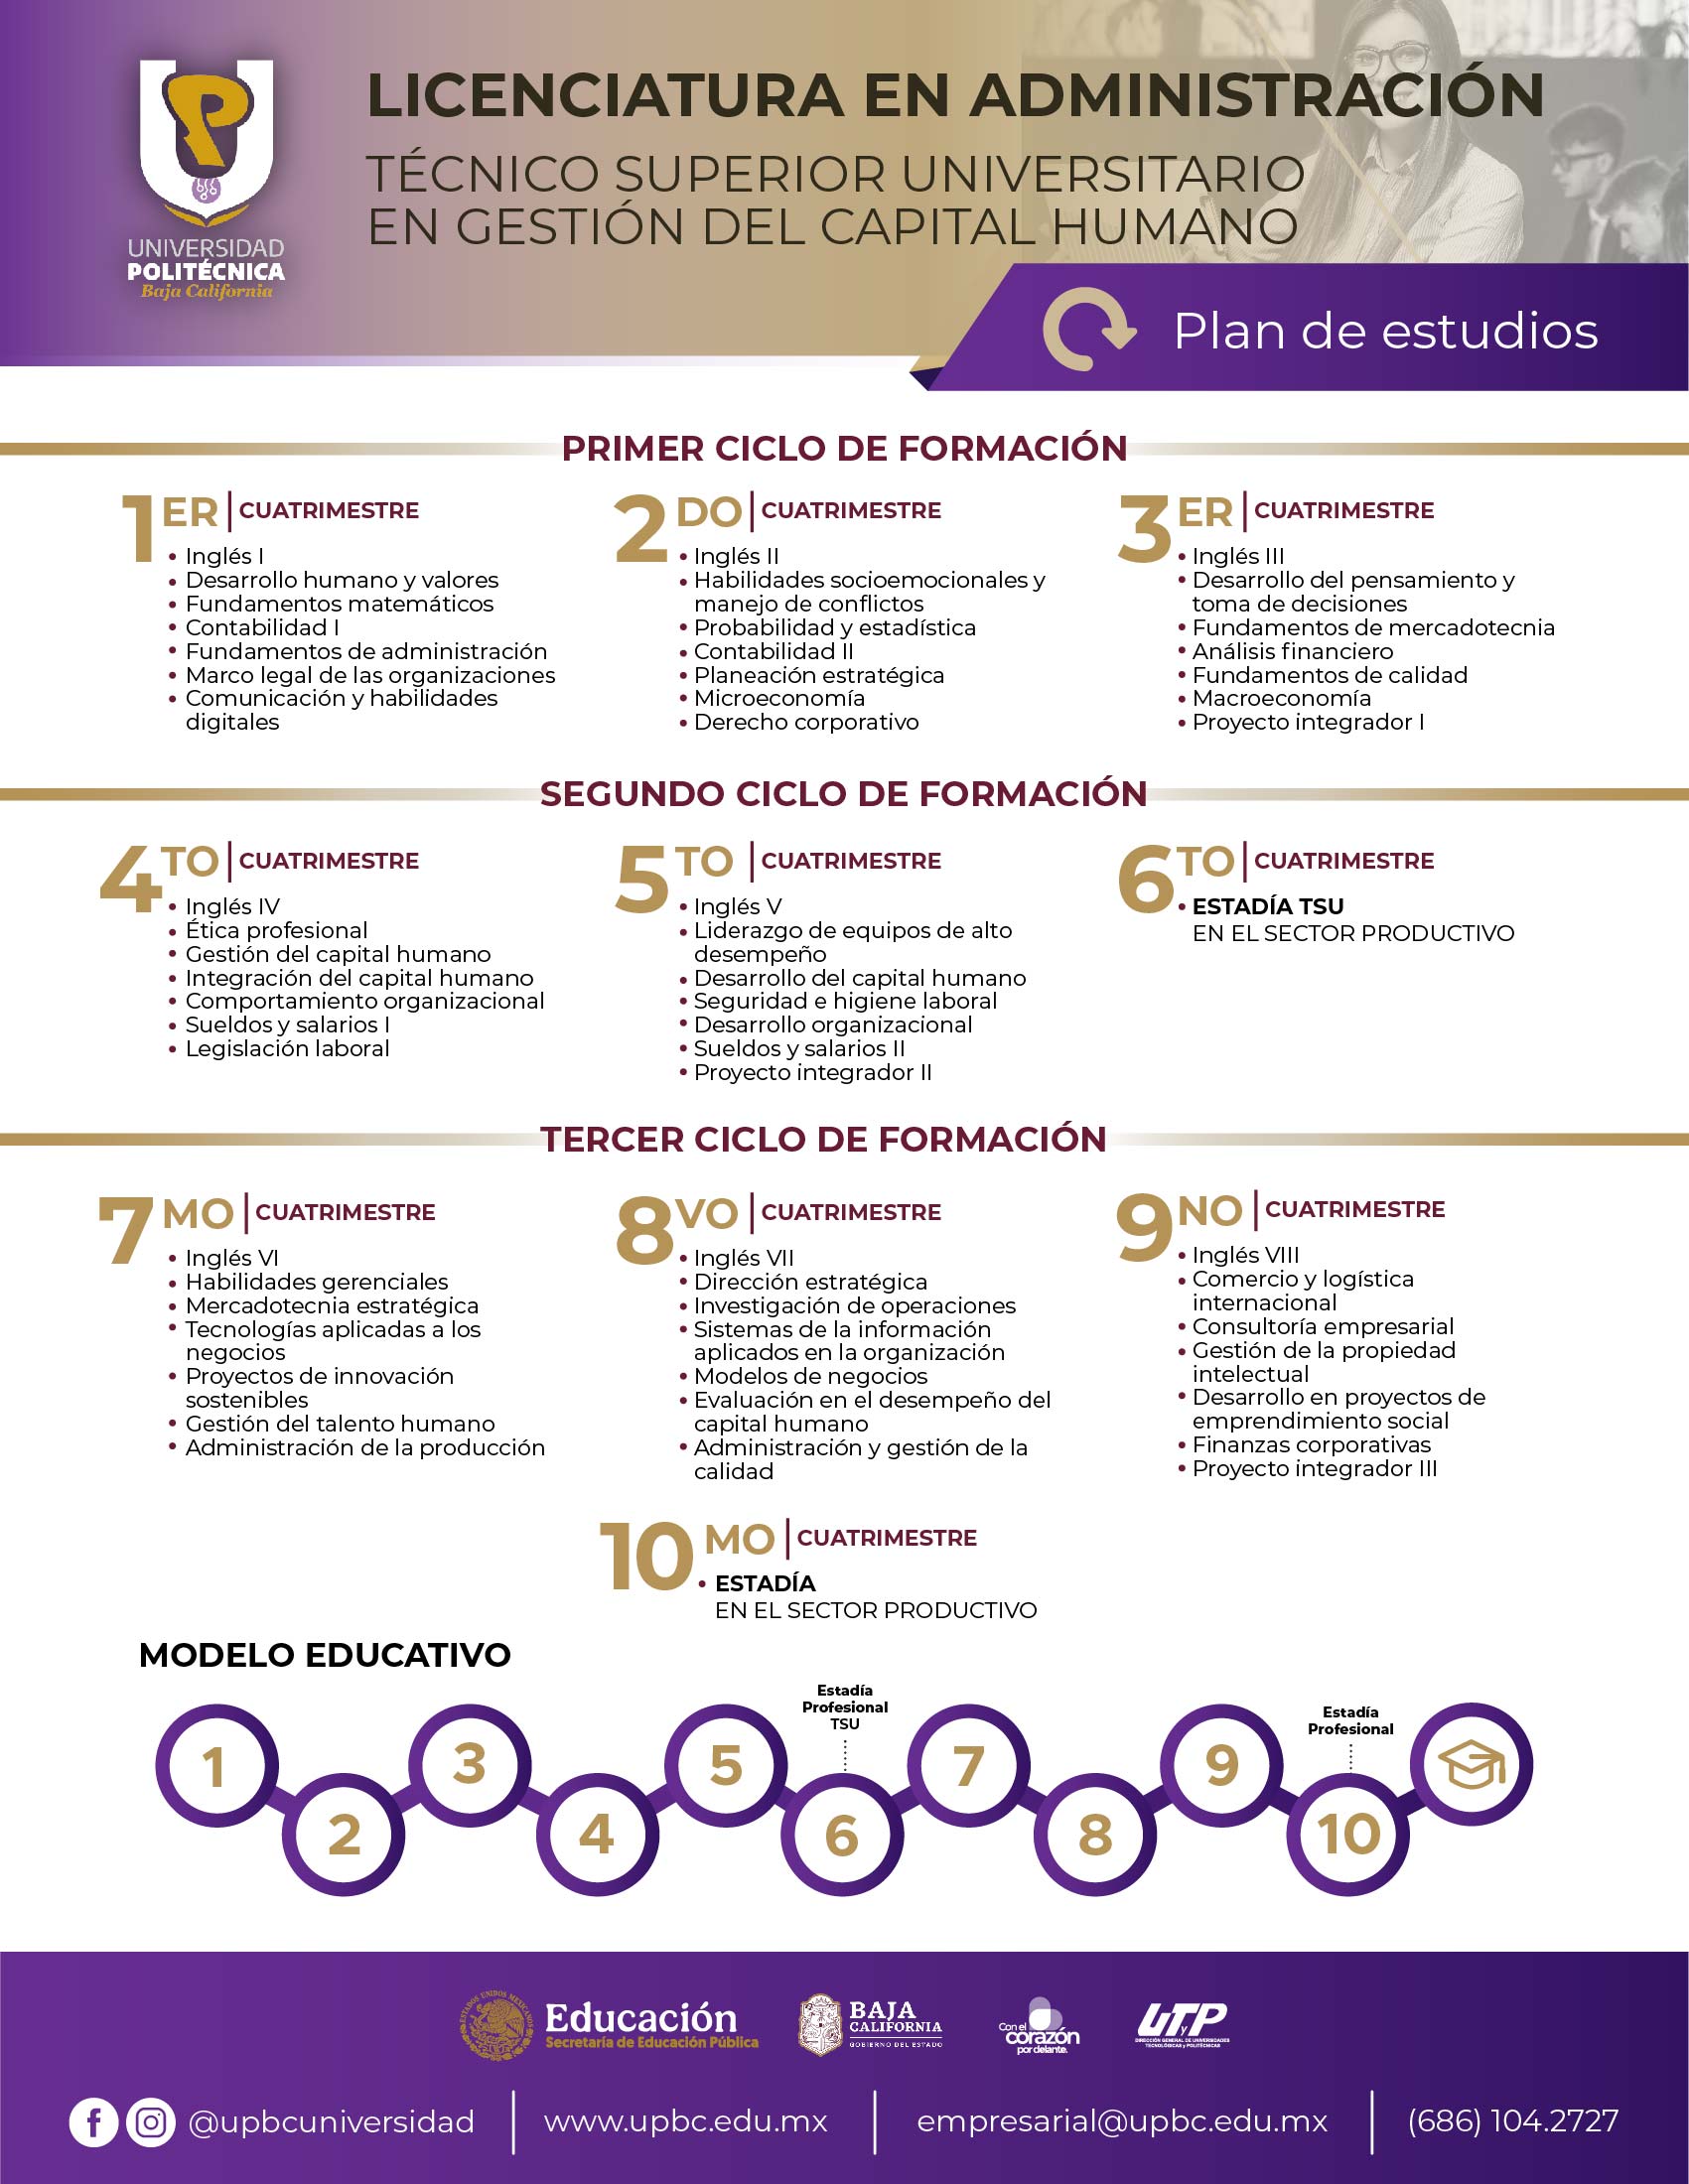 LICENCIATURA EN ADMINISTRACIÓN
TÉCNICO SUPERIOR UNIVERSITARIO
EN GESTIÓN DEL CAPITAL HUMANO
UNIVERSIDAD
POLITÉCNICA
Baja California
Plan de estudios
PRIMER CICLO DE FORMACIÓN
1ER | CUATRIMESTRE
• Inglés I
• Desarrollo humano y valores
• Fundamentos matemáticos
• Contabilidad I
• Fundamentos de administración
• Marco legal de las organizaciones
• Comunicación y habilidades
digitales
2DO | CUATRIMESTRE
• Inglés II
• Habilidades socioemocionales y
manejo de conflictos
• Probabilidad y estadística
• Contabilidad II
• Planeación estratégica
• Microeconomía
• Derecho corporativo
3ER | CUATRIMESTRE
• Inglés III
• Desarrollo del pensamiento y
toma de decisiones
• Fundamentos de mercadotecnia
• Análisis financiero
• Fundamentos de calidad
• Macroeconomía
• Proyecto integrador I
SEGUNDO CICLO DE FORMACIÓN
4TO | CUATRIMESTRE
• Inglés IV
• Ética profesional
• Gestión del capital humano
• Integración del capital humano
• Comportamiento organizacional
• Sueldos y salarios I
• Legislación laboral
5TO | CUATRIMESTRE
• Inglés V
• Liderazgo de equipos de alto
desempeño
• Desarrollo del capital humano
• Seguridad e higiene laboral
• Desarrollo organizacional
• Sueldos y salarios II
• Proyecto integrador II
6TO | CUATRIMESTRE
• ESTADÍA TSU
EN EL SECTOR PRODUCTIVO
TERCER CICLO DE FORMACIÓN
7MO | CUATRIMESTRE
• Inglés VI
• Habilidades gerenciales
• Mercadotecnia estratégica
• Tecnologías aplicadas a los
negocios
• Proyectos de innovación
sostenibles
• Gestión del talento humano
• Administración de la producción
8VO | CUATRIMESTRE
• Inglés VII
• Dirección estratégica
• Investigación de operaciones
• Sistemas de la información
aplicados en la organización
• Modelos de negocios
• Evaluación en el desempeño del
capital humano
• Administración y gestión de la
calidad
9NO | CUATRIMESTRE
• Inglés VIII
• Comercio y logística
internacional
• Consultoría empresarial
• Gestión de la propiedad
intelectual
• Desarrollo en proyectos de
emprendimiento social
• Finanzas corporativas
• Proyecto integrador III
10MO | CUATRIMESTRE
• ESTADÍA
EN EL SECTOR PRODUCTIVO
MODELO EDUCATIVO
1
2
3
4
5
Estadía
Profesional
TSU
6
7
8
9
Estadía
Profesional
10
ESTADOS UNIDOS MEXICANOS
Educación
Secretaría de Educación Pública
BAJA
CALIFORNIA
GOBIERNO DEL ESTADO
Con el
corazón
por delante.
UTyP
DIRECCIÓN GENERAL DE UNIVERSIDADES
TECNOLÓGICAS y POLITÉCNICAS
@upbcuniversidad
www.upbc.edu.mx
empresarial@upbc.edu.mx
(686) 104.2727